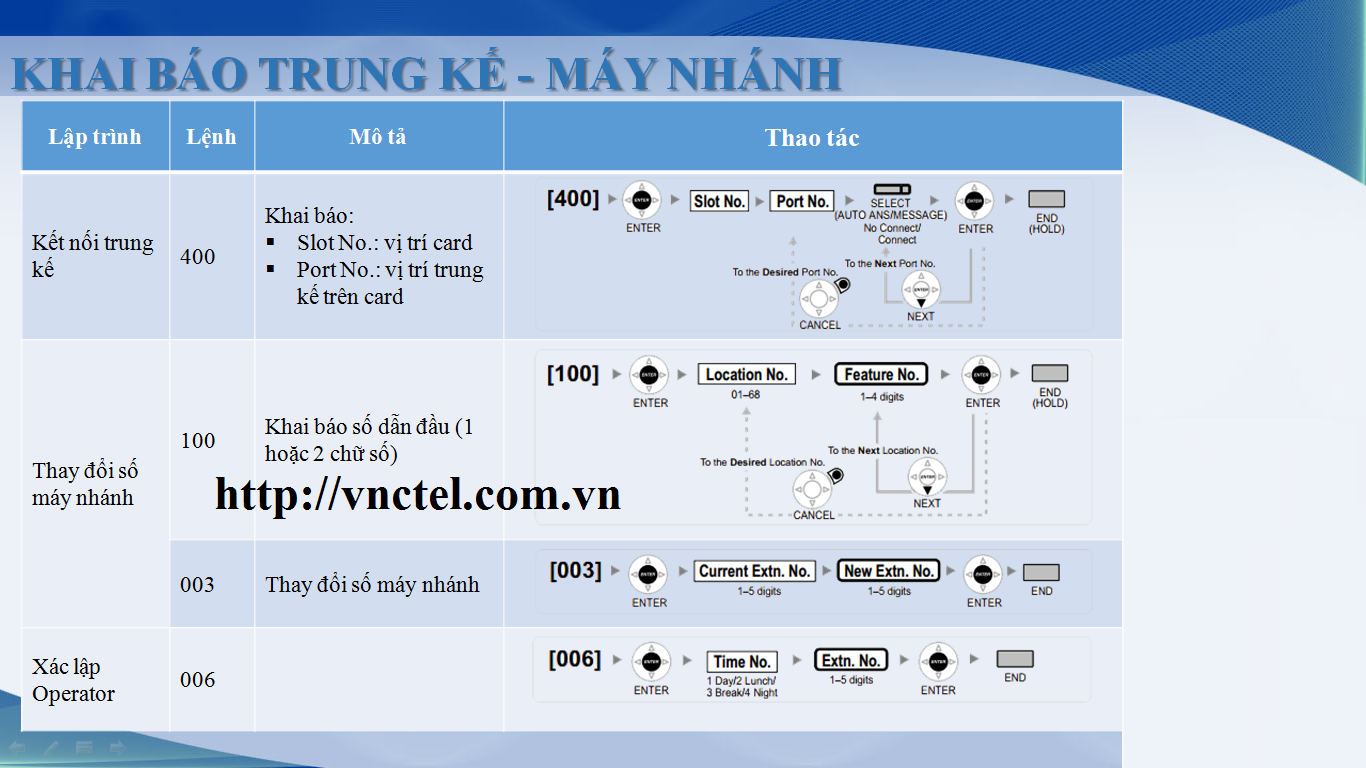 KHAI BÁO TRUNG KẾ - MÁY NHÁNH
Lập trình Lệnh Mô tả Thao tác
Kết nối trung
kế
400
Khai báo:
▪ Slot No.: vị trí card
▪ Port No.: vị trí trung
kế trên card
[400] ENTER Slot No. Port No. SELECT
(AUTO ANS/MESSAGE)
No Connect/
Connect
ENTER
END
(HOLD)
To the Desired Port No.
To the Next Port No.
ENTER
NEXT
CANCEL
Thay đổi số
máy nhánh
100
Khai báo số dẫn đầu (1
hoặc 2 chữ số)
[100] ENTER Location No. Feature No.
01–68
1–4 digits
ENTER
END
(HOLD)
To the Desired Location No.
To the Next Location No.
ENTER
NEXT
CANCEL
http://vnctel.com.vn
003
Thay đổi số máy nhánh
[003] ENTER Current Extn. No. New Extn. No.
1–5 digits
1–5 digits
ENTER
END
Xác lập
Operator
006
[006] ENTER Time No. Extn. No.
1 Day/2 Lunch/
3 Break/4 Night
1–5 digits
ENTER
END